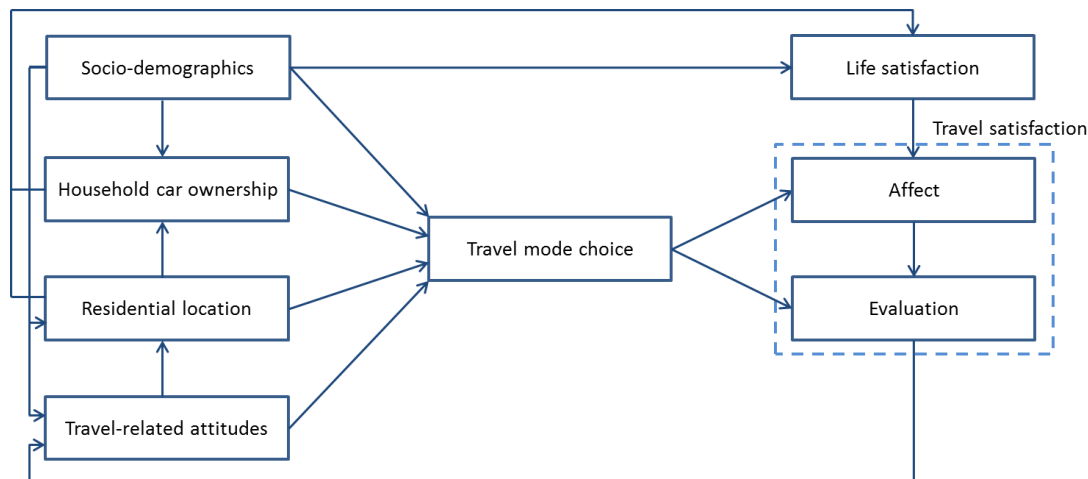 Socio-demographics
Life satisfaction
Travel satisfaction
Household car ownership
Affect
Travel mode choice
Residential location
Evaluation
Travel-related attitudes